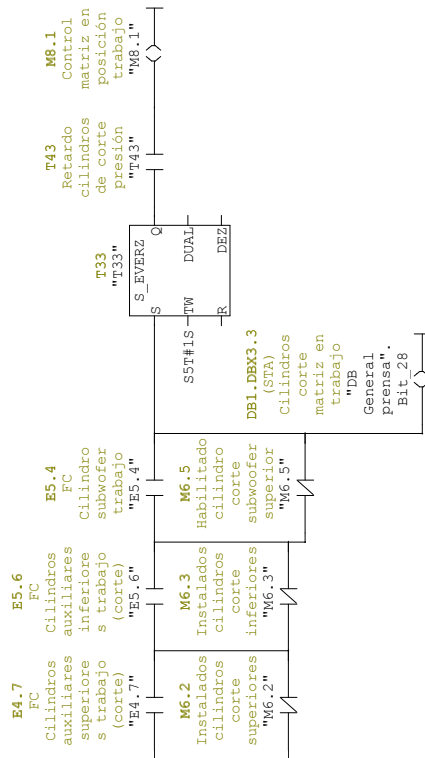 E4.7
FC
Cilindros
auxiliares
superiore
s trabajo
(corte)
"E4.7"
E5.6
FC
Cilindros
auxiliares
inferiore
s trabajo
(corte)
"E5.6"
E5.4
FC
Cilindro
subwofer
trabajo
"E5.4"
T33
"T33"
S_EVERZ
S
Q
S5T#1S
TW
DUAL
R
DEZ
T43
Retardo
cilindros
de corte
presión
"T43"
M8.1
Control
matriz en
posición
trabajo
"M8.1"
M6.2
Instalados
cilindros
corte
superiores
"M6.2"
M6.3
Instalados
cilindros
corte
inferiores
"M6.3"
M6.5
Habilitado
cilindro
corte
subwoofer
superior
"M6.5"
DB1.DBX3.3
(STA)
Cilindros
corte
matriz en
trabajo
"DB
General
prensa".
Bit_28